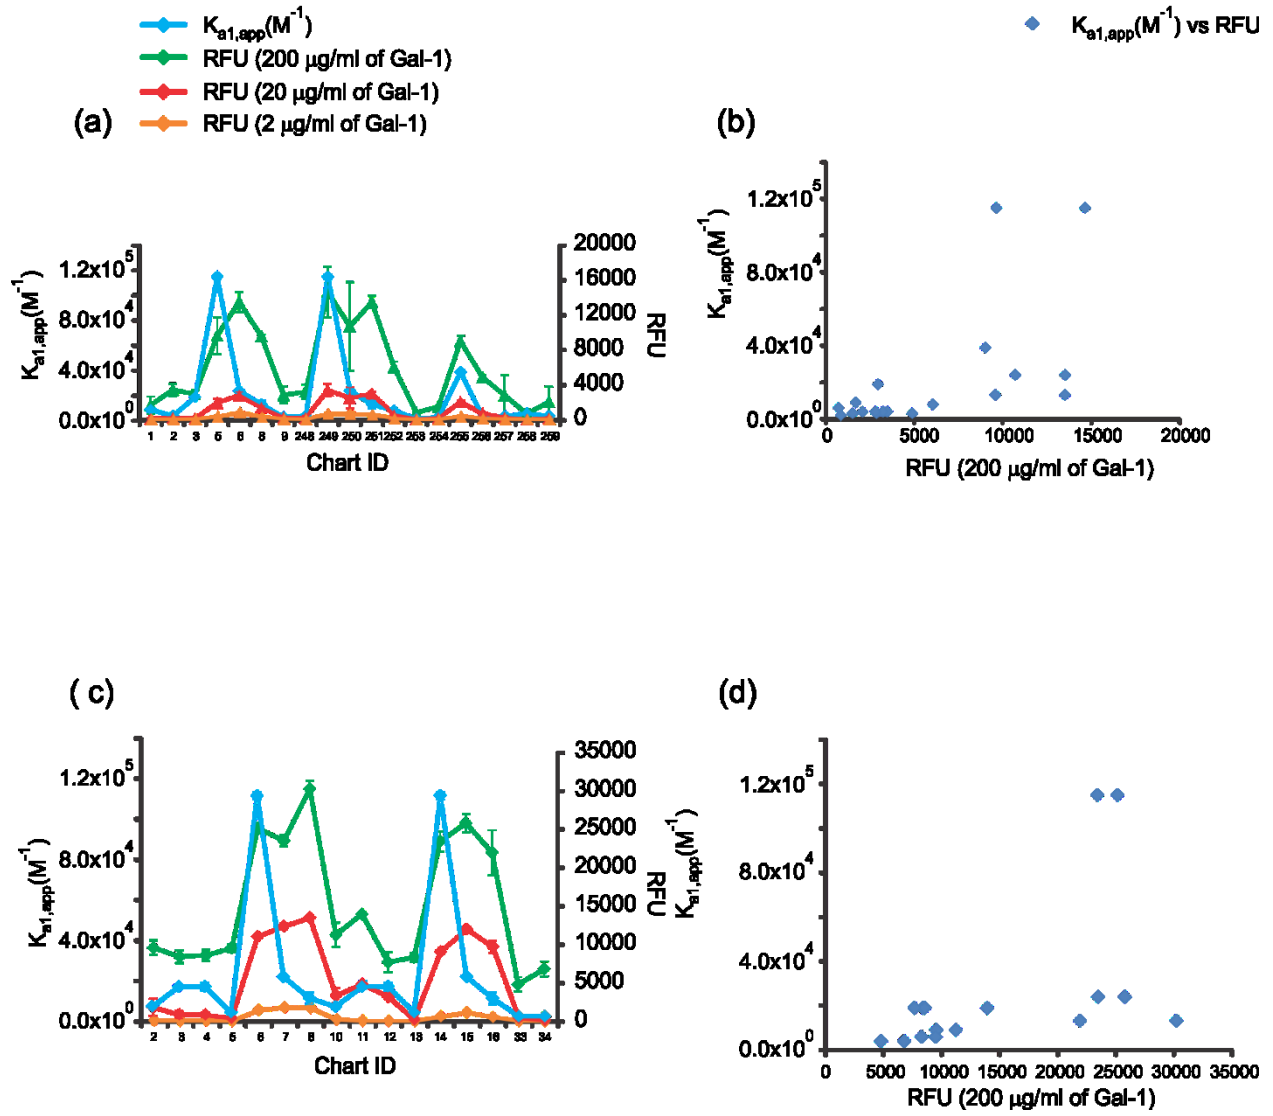 Ka1,app(M⁻¹)
RFU (200 μg/ml of Gal-1)
RFU (20 μg/ml of Gal-1)
RFU (2 μg/ml of Gal-1)
Ka1,app(M⁻¹) vs RFU
(a)
Ka1,app(M⁻¹)
1.2x10⁵
8.0x10⁴
4.0x10⁴
0.0x10⁰
20000
16000
12000
8000
4000
0
RFU
1 2 3 5 6 8 9 248 249 250 251 252 253 254 255 256 257 258 259
Chart ID
(b)
Ka1,app(M⁻¹)
1.2x10⁵
8.0x10⁴
4.0x10⁴
0.0x10⁰
0 5000 10000 15000 20000
RFU (200 μg/ml of Gal-1)
( c)
Ka1,app(M⁻¹)
1.2x10⁵
8.0x10⁴
4.0x10⁴
0.0x10⁰
35000
30000
25000
20000
15000
10000
5000
0
RFU
2 3 4 5 6 7 8 10 11 12 13 14 15 16 33 34
Chart ID
(d)
Ka1,app(M⁻¹)
1.2x10⁵
8.0x10⁴
4.0x10⁴
0.0x10⁰
0 5000 10000 15000 20000 25000 30000 35000
RFU (200 μg/ml of Gal-1)